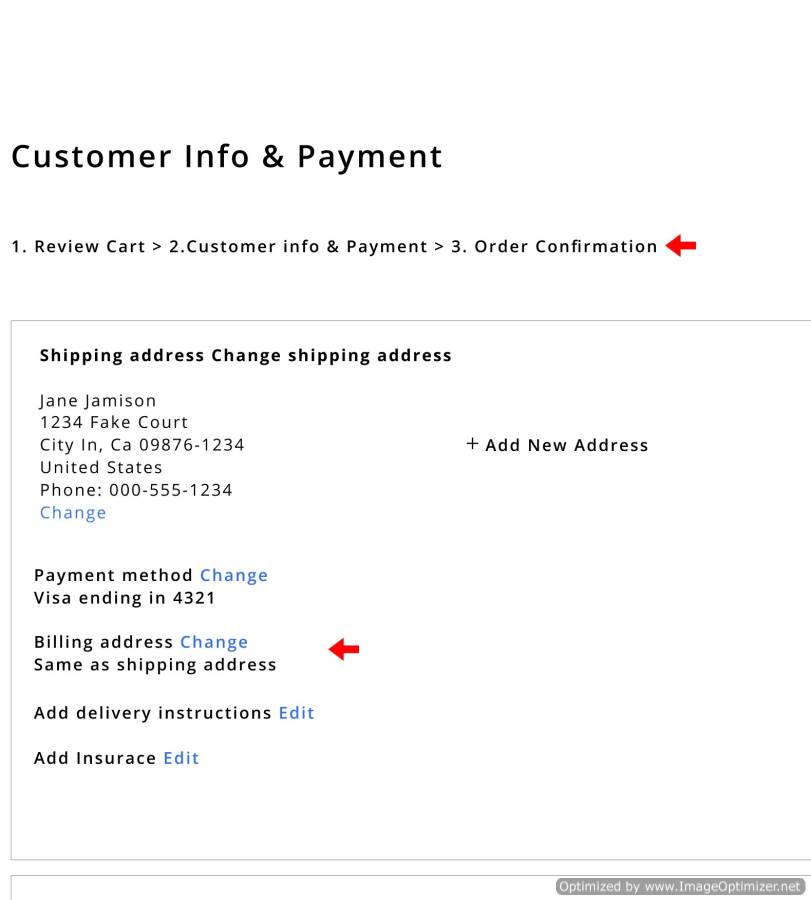 Customer Info & Payment
1. Review Cart > 2.Customer info & Payment > 3. Order Confirmation
Shipping address Change shipping address
Jane Jamison
1234 Fake Court
City In, Ca 09876-1234
United States
Phone: 000-555-1234
Change
+ Add New Address
Payment method Change
Visa ending in 4321
Billing address Change
Same as shipping address
Add delivery instructions Edit
Add Insurace Edit
Optimized by www.ImageOptimizer.net